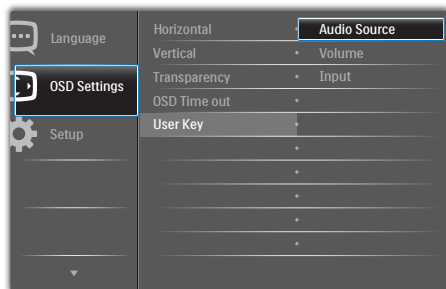 Language
OSD Settings
Setup
Horizontal
Vertical
Transparency
OSD Time out
User Key
Audio Source
Volume
Input